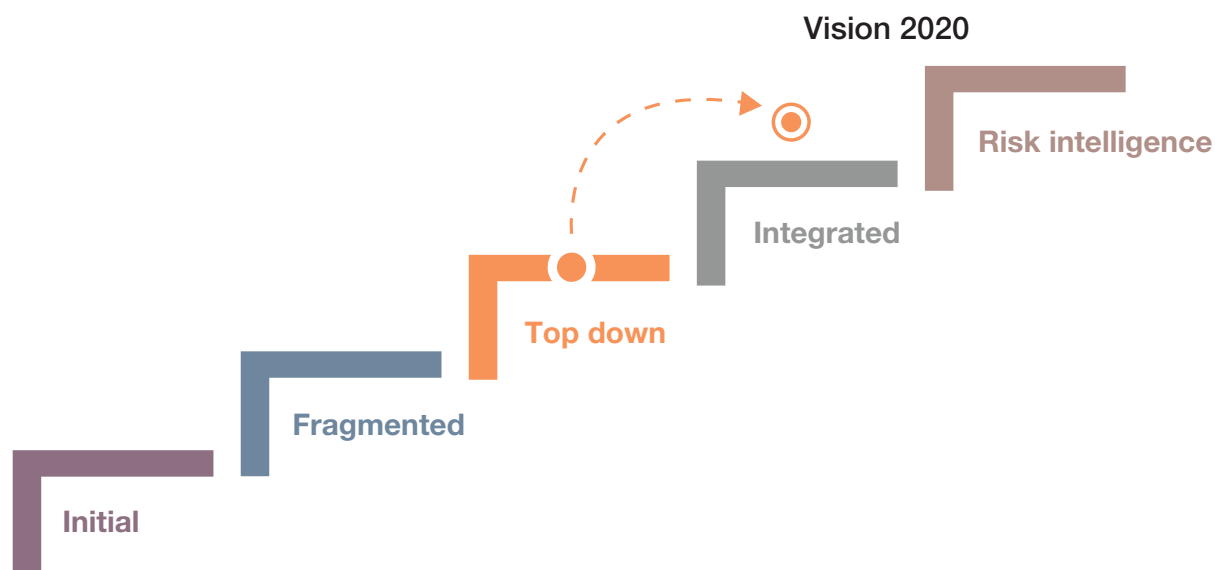 Vision 2020
Risk intelligence
Integrated
Top down
Fragmented
Initial